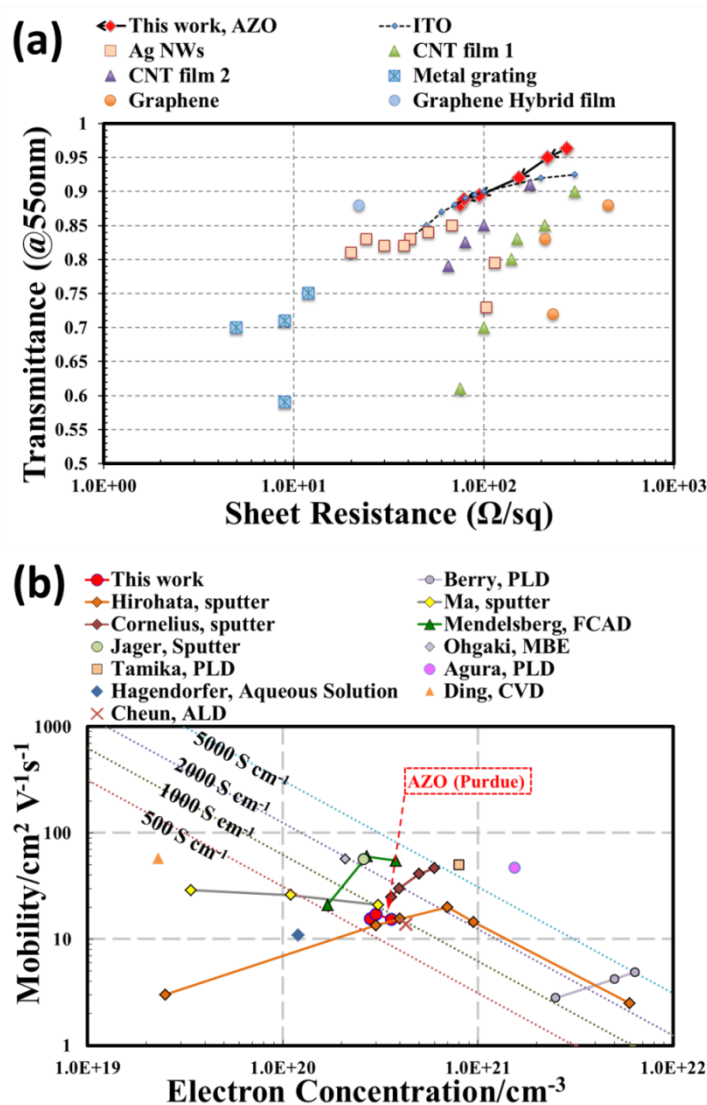 (a)
This work, AZO ITO
Ag NWs CNT film 1
CNT film 2 Metal grating
Graphene Graphene Hybrid film
1
0.95
0.9
0.85
0.8
0.75
0.7
0.65
0.6
0.55
0.5
Transmittance (@55onm)
1.0E+00 1.0E+01 1.0E+02 1.0E+03
Sheet Resistance (Ω/sq)
(b)
This work Berry, PLD
Hirohata, sputter Ma, sputter
Cornelius, sputter Mendelsberg, FCAD
Jager, Sputter Ohgaki, MBE
Tamika, PLD Agura, PLD
Hagendorfer, Aqueous Solution Ding, CVD
Cheun, ALD
1000
100
10
1
Mobility/cm² V⁻¹s⁻¹
5000 S cm⁻¹
2000 S cm⁻¹
1000 S cm⁻¹
500 S cm⁻¹
AZO (Purdue)
1.0E+19 1.0E+20 1.0E+21 1.0E+22
Electron Concentration/cm⁻³